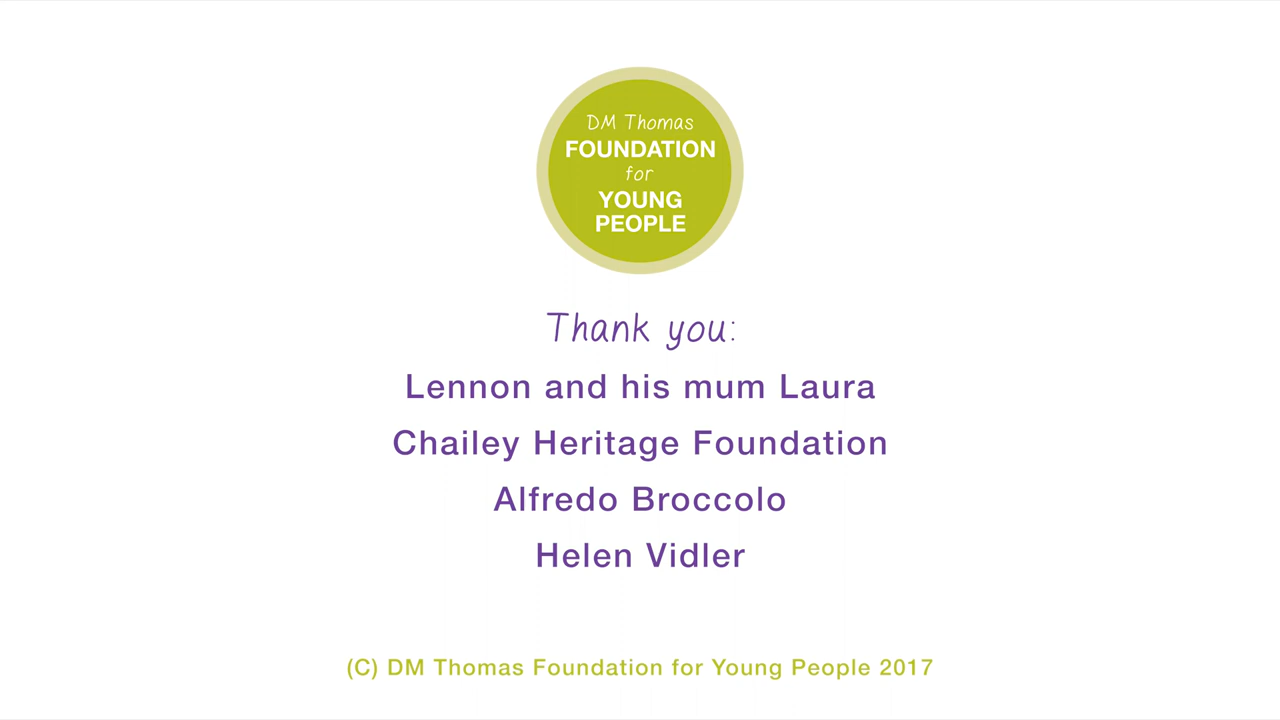 DM Thomas
FOUNDATION
for
YOUNG
PEOPLE
Thank you:
Lennon and his mum Laura
Chailey Heritage Foundation
Alfredo Broccolo
Helen Vidler
(C) DM Thomas Foundation for Young People 2017